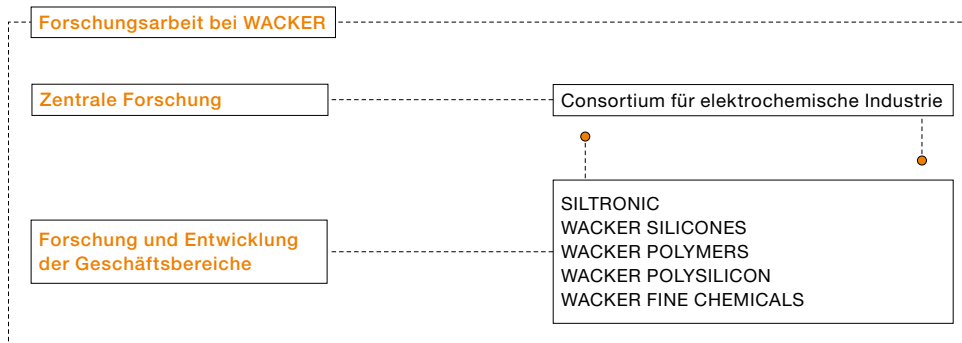 Forschungsarbeit bei WACKER
Zentrale Forschung
Consortium für elektrochemische Industrie
Forschung und Entwicklung
der Geschäftsbereiche
SILTRONIC
WACKER SILICONES
WACKER POLYMERS
WACKER POLYSILICON
WACKER FINE CHEMICALS